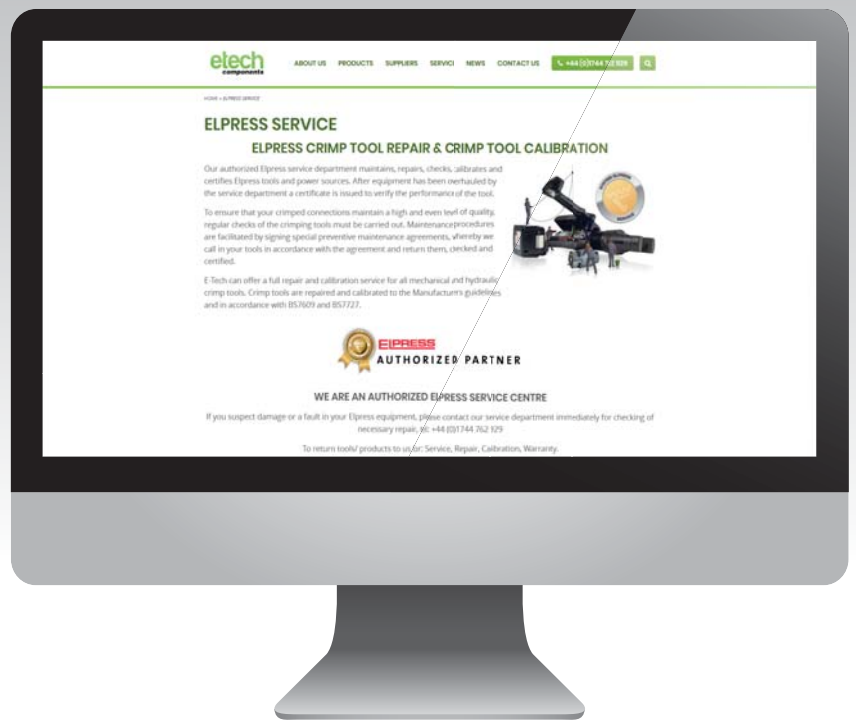 etech
components
ABOUT US PRODUCTS SUPPLIERS SERVICI NEWS CONTACT US +44 (0)1744 762 929
HOME » ELPRESS SERVICE
ELPRESS SERVICE
ELPRESS CRIMP TOOL REPAIR & CRIMP TOOL CALIBRATION
Our authorized Elpress service department maintains, repairs, checks, calibrates and
certifies Elpress tools and power sources. After equipment has been overhauled by
the service department a certificate is issued to verify the performance of the tool.
To ensure that your crimped connections maintain a high and even level of quality,
regular checks of the crimping tools must be carried out. Maintenance procedures
are facilitated by signing special preventive maintenance agreements, whereby we
call in your tools in accordance with the agreement and return them, checked and
certified.
E-Tech can offer a full repair and calibration service for all mechanical and hydraulic
crimp tools. Crimp tools are repaired and calibrated to the Manufacturers guidelines
and in accordance with BS7609 and BS7727.
ELPRESS
AUTHORIZED PARTNER
WE ARE AN AUTHORIZED ELPRESS SERVICE CENTRE
If you suspect damage or a fault in your Elpress equipment, please contact our service department immediately for checking of
necessary repair, tel: +44 (0)1744 762 929
To return tools/ products to us for: Service, Repair, Calibration, Warranty.